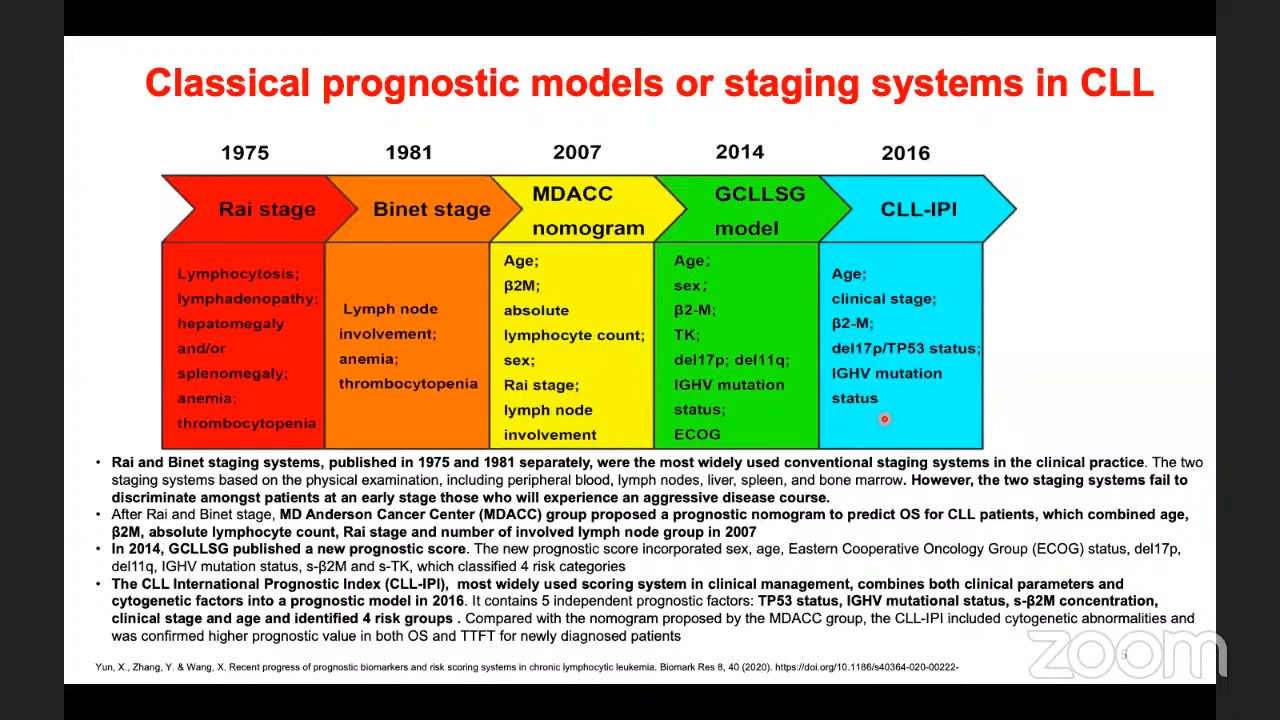 Classical prognostic models or staging systems in CLL
1975 1981 2007 2014 2016
Rai stage
Binet stage
MDACC
nomogram
GCLLSG
model
CLL-IPI
Lymphocytosis;
lymphadenopathy;
hepatomegaly
and/or
splenomegaly;
anemia;
thrombocytopenia
Lymph node
involvement;
anemia;
thrombocytopenia
Age;
β2M;
absolute
lymphocyte count;
sex;
Rai stage;
lymph node
involvement
Age;
sex;
β2-M;
TK;
del17p; del11q;
IGHV mutation
status;
ECOG
Age;
clinical stage;
β2-M;
del17p/TP53 status;
IGHV mutation
status
• Rai and Binet staging systems, published in 1975 and 1981 separately, were the most widely used conventional staging systems in the clinical practice. The two
staging systems based on the physical examination, including peripheral blood, lymph nodes, liver, spleen, and bone marrow. However, the two staging systems fail to
discriminate amongst patients at an early stage those who will experience an aggressive disease course.
• After Rai and Binet stage, MD Anderson Cancer Center (MDACC) group proposed a prognostic nomogram to predict OS for CLL patients, which combined age,
β2M, absolute lymphocyte count, Rai stage and number of involved lymph node group in 2007
• In 2014, GCLLSG published a new prognostic score. The new prognostic score incorporated sex, age, Eastern Cooperative Oncology Group (ECOG) status, del17p,
del11q, IGHV mutation status, s-β2M and s-TK, which classified 4 risk categories
• The CLL International Prognostic Index (CLL-IPI), most widely used scoring system in clinical management, combines both clinical parameters and
cytogenetic factors into a prognostic model in 2016. It contains 5 independent prognostic factors: TP53 status, IGHV mutational status, s-β2M concentration,
clinical stage and age and identified 4 risk groups . Compared with the nomogram proposed by the MDACC group, the CLL-IPI included cytogenetic abnormalities and
was confirmed higher prognostic value in both OS and TTFT for newly diagnosed patients
Yun, X., Zhang, Y. & Wang, X. Recent progress of prognostic biomarkers and risk scoring systems in chronic lymphocytic leukemia. Biomark Res 8, 40 (2020). https://doi.org/10.1186/s40364-020-00222-
5
zoom